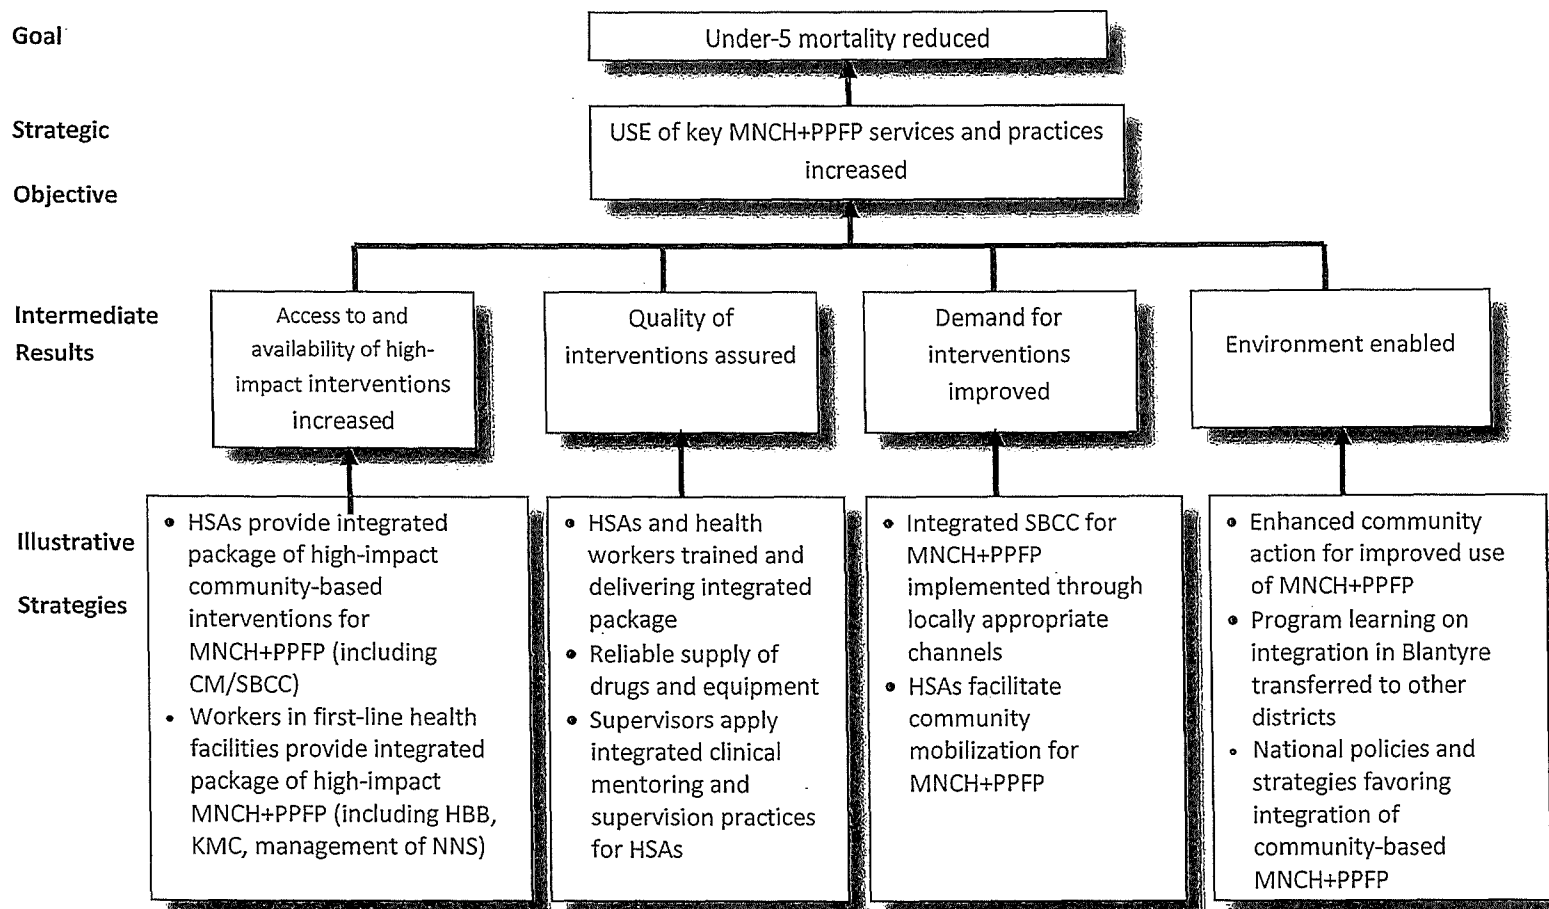 Goal
Under-5 mortality reduced
Strategic
Objective
USE of key MNCH+PPFP services and practices
increased
Intermediate
Results
Access to and
availability of high-
impact interventions
increased
Quality of
interventions assured
Demand for
interventions
improved
Environment enabled
Illustrative
Strategies
• HSAs provide integrated
package of high-impact
community-based
interventions for
MNCH+PPFP (including
CM/SBCC)
• Workers in first-line health
facilities provide integrated
package of high-impact
MNCH+PPFP (including HBB,
KMC, management of NNS)
• HSAs and health
workers trained and
delivering integrated
package
• Reliable supply of
drugs and equipment
• Supervisors apply
integrated clinical
mentoring and
supervision practices
for HSAs
• Integrated SBCC for
MNCH+PPFP
implemented through
locally appropriate
channels
• HSAs facilitate
community
mobilization for
MNCH+PPFP
• Enhanced community
action for improved use
of MNCH+PPFP
• Program learning on
integration in Blantyre
transferred to other
districts
• National policies and
strategies favoring
integration of
community-based
MNCH+PPFP